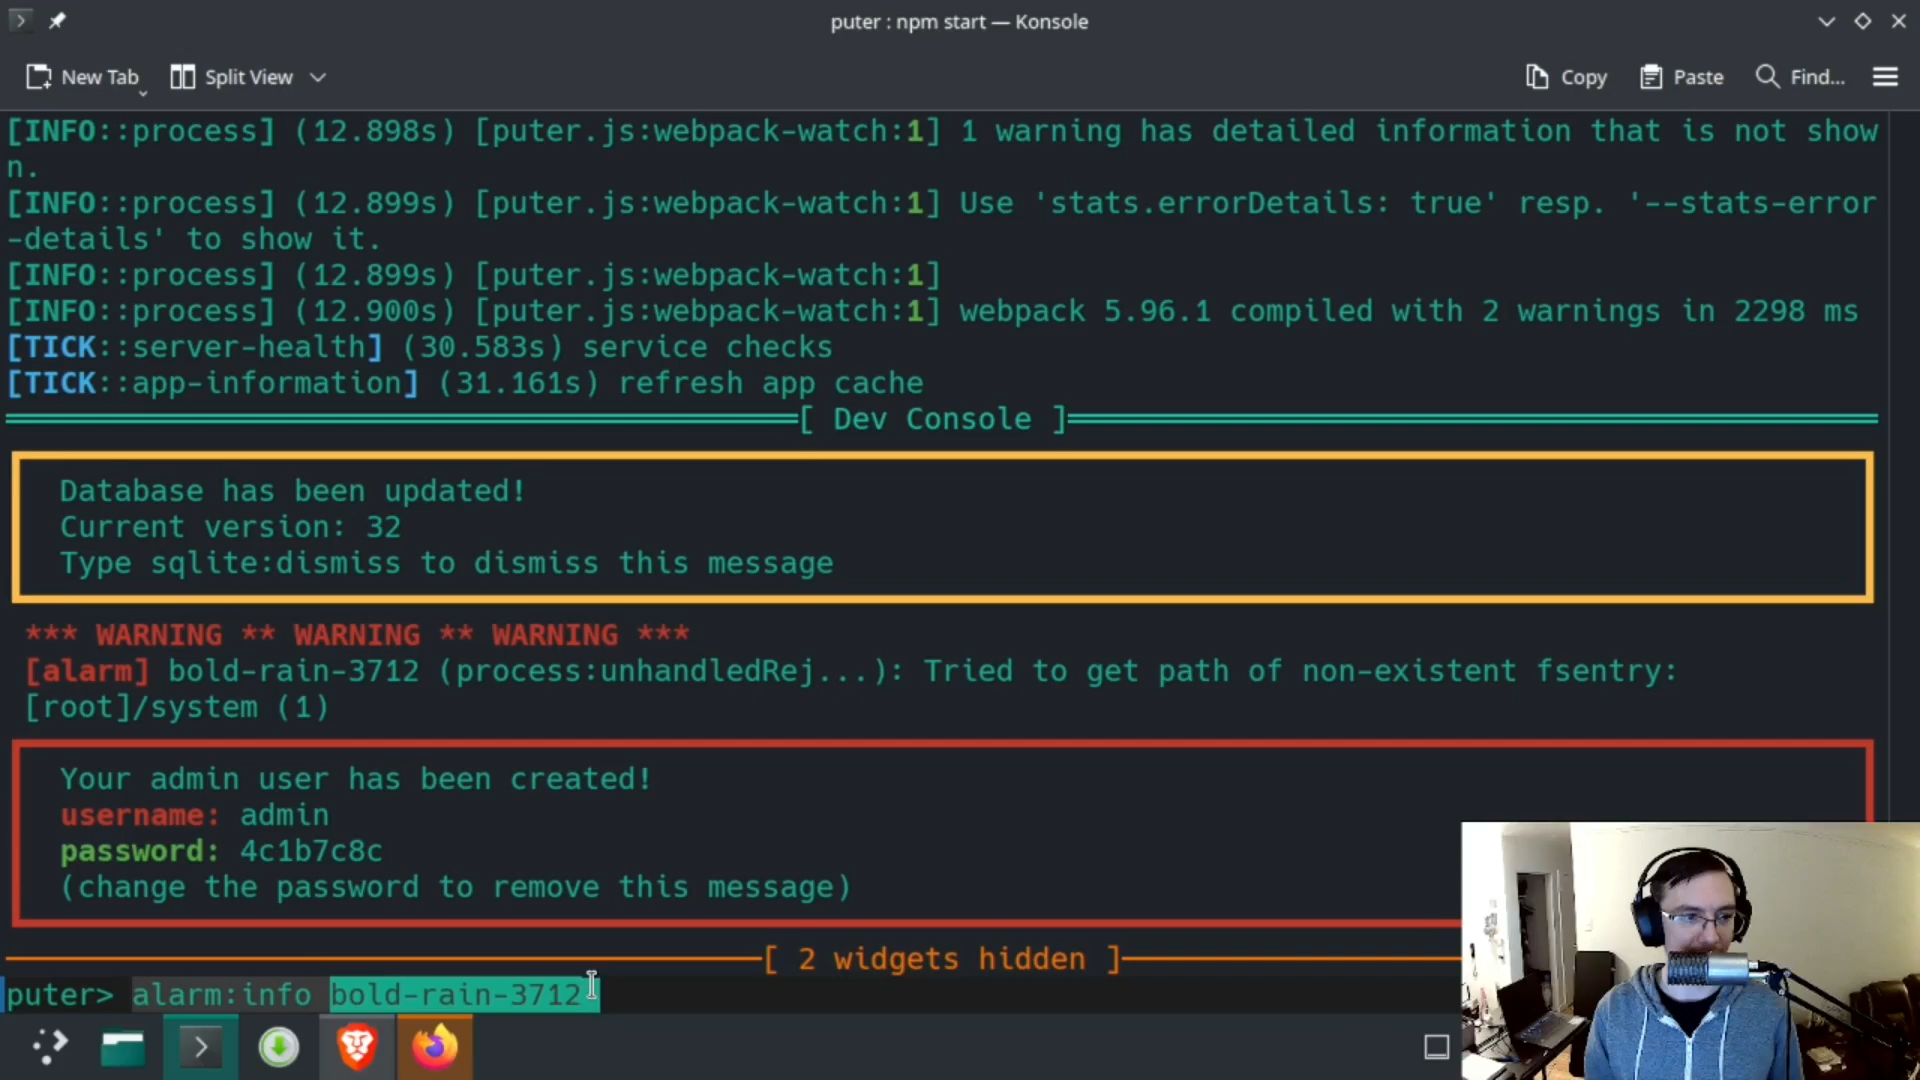 puter : npm start — Konsole
New Tab Split View Copy Paste Find...
[INFO::process] (12.898s) [puter.js:webpack-watch:1] 1 warning has detailed information that is not show
n.
[INFO::process] (12.899s) [puter.js:webpack-watch:1] Use 'stats.errorDetails: true' resp. '--stats-error
-details' to show it.
[INFO::process] (12.899s) [puter.js:webpack-watch:1]
[INFO::process] (12.900s) [puter.js:webpack-watch:1] webpack 5.96.1 compiled with 2 warnings in 2298 ms
[TICK::server-health] (30.583s) service checks
[TICK::app-information] (31.161s) refresh app cache
[ Dev Console ]
Database has been updated!
Current version: 32
Type sqlite:dismiss to dismiss this message
*** WARNING ** WARNING ** WARNING ***
[alarm] bold-rain-3712 (process:unhandledRej...): Tried to get path of non-existent fsentry:
[root]/system (1)
Your admin user has been created!
username: admin
password: 4c1b7c8c
(change the password to remove this message)
[ 2 widgets hidden ]
puter> alarm:info bold-rain-3712